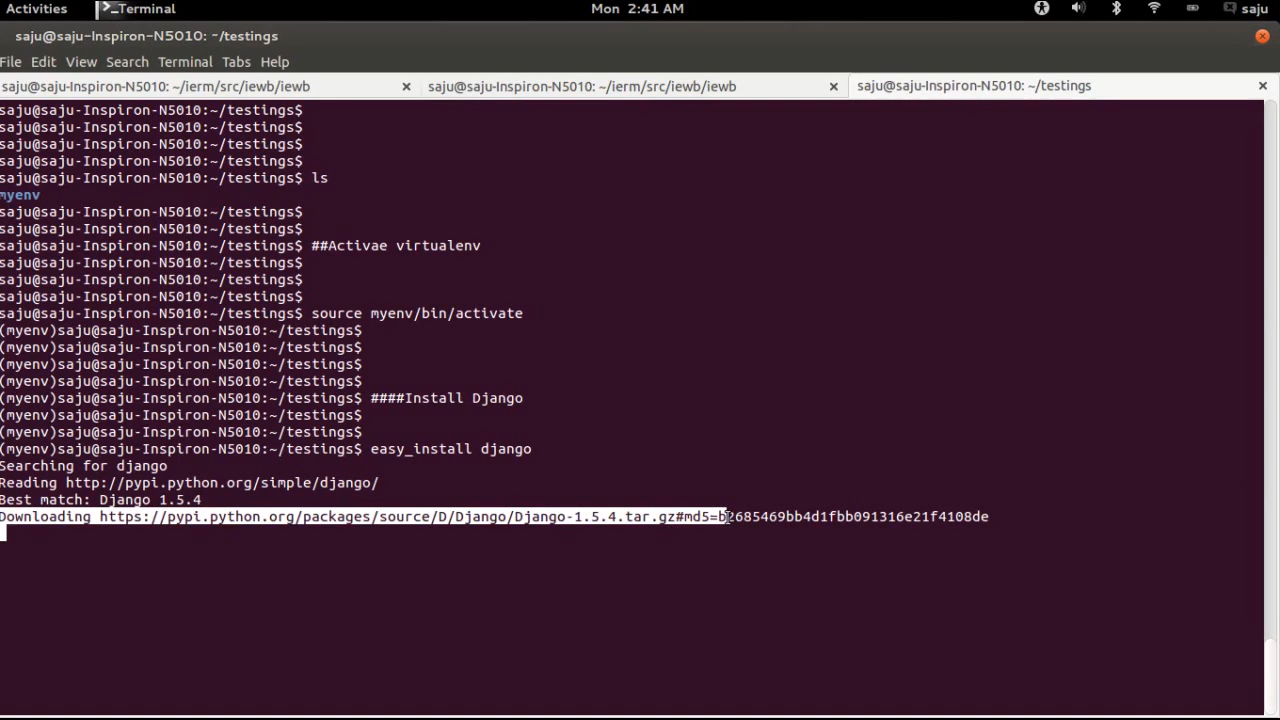 Activities Terminal Mon 2:41 AM saju
saju@saju-Inspiron-N5010: ~/testings
File Edit View Search Terminal Tabs Help
saju@saju-Inspiron-N5010: ~/ierm/src/iewb/iewb saju@saju-Inspiron-N5010: ~/ierm/src/iewb/iewb saju@saju-Inspiron-N5010: ~/testings
saju@saju-Inspiron-N5010:~/testings$
saju@saju-Inspiron-N5010:~/testings$
saju@saju-Inspiron-N5010:~/testings$
saju@saju-Inspiron-N5010:~/testings$
saju@saju-Inspiron-N5010:~/testings$ ls
myenv
saju@saju-Inspiron-N5010:~/testings$
saju@saju-Inspiron-N5010:~/testings$
saju@saju-Inspiron-N5010:~/testings$ ##Activae virtualenv
saju@saju-Inspiron-N5010:~/testings$
saju@saju-Inspiron-N5010:~/testings$
saju@saju-Inspiron-N5010:~/testings$
saju@saju-Inspiron-N5010:~/testings$ source myenv/bin/activate
(myenv)saju@saju-Inspiron-N5010:~/testings$
(myenv)saju@saju-Inspiron-N5010:~/testings$
(myenv)saju@saju-Inspiron-N5010:~/testings$
(myenv)saju@saju-Inspiron-N5010:~/testings$
(myenv)saju@saju-Inspiron-N5010:~/testings$ ####Install Django
(myenv)saju@saju-Inspiron-N5010:~/testings$
(myenv)saju@saju-Inspiron-N5010:~/testings$
(myenv)saju@saju-Inspiron-N5010:~/testings$ easy_install django
Searching for django
Reading http://pypi.python.org/simple/django/
Best match: Django 1.5.4
Downloading https://pypi.python.org/packages/source/D/Django/Django-1.5.4.tar.gz#md5=b2685469bb4d1fbb091316e21f4108de